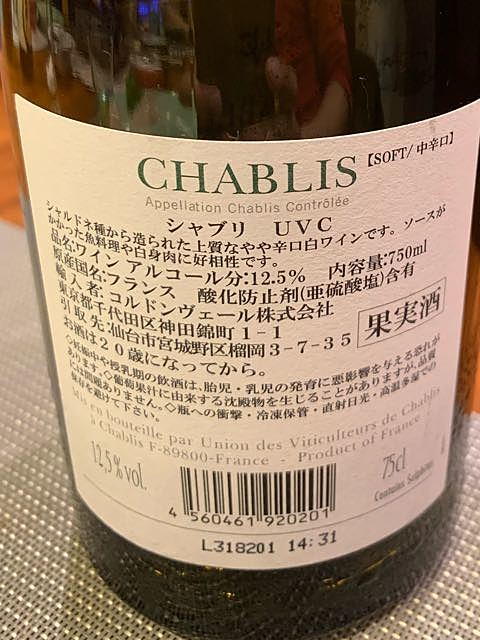 CHABLIS【SOFT/中辛口】
Appellation Chablis Contrôlée
シャブリ UVC
シャルドネ種から造られた上質なやや辛口白ワインです。ソースが
かかった魚料理や白身肉に好相性です。
品名:ワイン アルコール分:12.5% 内容量:750ml
原産国名:フランス 酸化防止剤(亜硫酸塩)含有
輸入者:コルドンヴェール株式会社
東京都千代田区神田錦町1-1
引取先:仙台市宮城野区榴岡3-7-35
果実酒
お酒は20歳になってから。
◇妊娠中や授乳期の飲酒は、胎児・乳児の発育に悪影響を与える恐れが
あります。◇葡萄果汁に由来する沈殿物を生じることがありますが、品質
には問題ありません。◇瓶への衝撃・冷凍保管・直射日光・高温多湿での
保存は避けて下さい。
Mis en bouteille par Union des Viticulteurs de Chablis
à Chablis F-89800-France - Product of France
12,5% vol.
75cl
Contains Sulphites
4 560461 920201
L318201 14:31